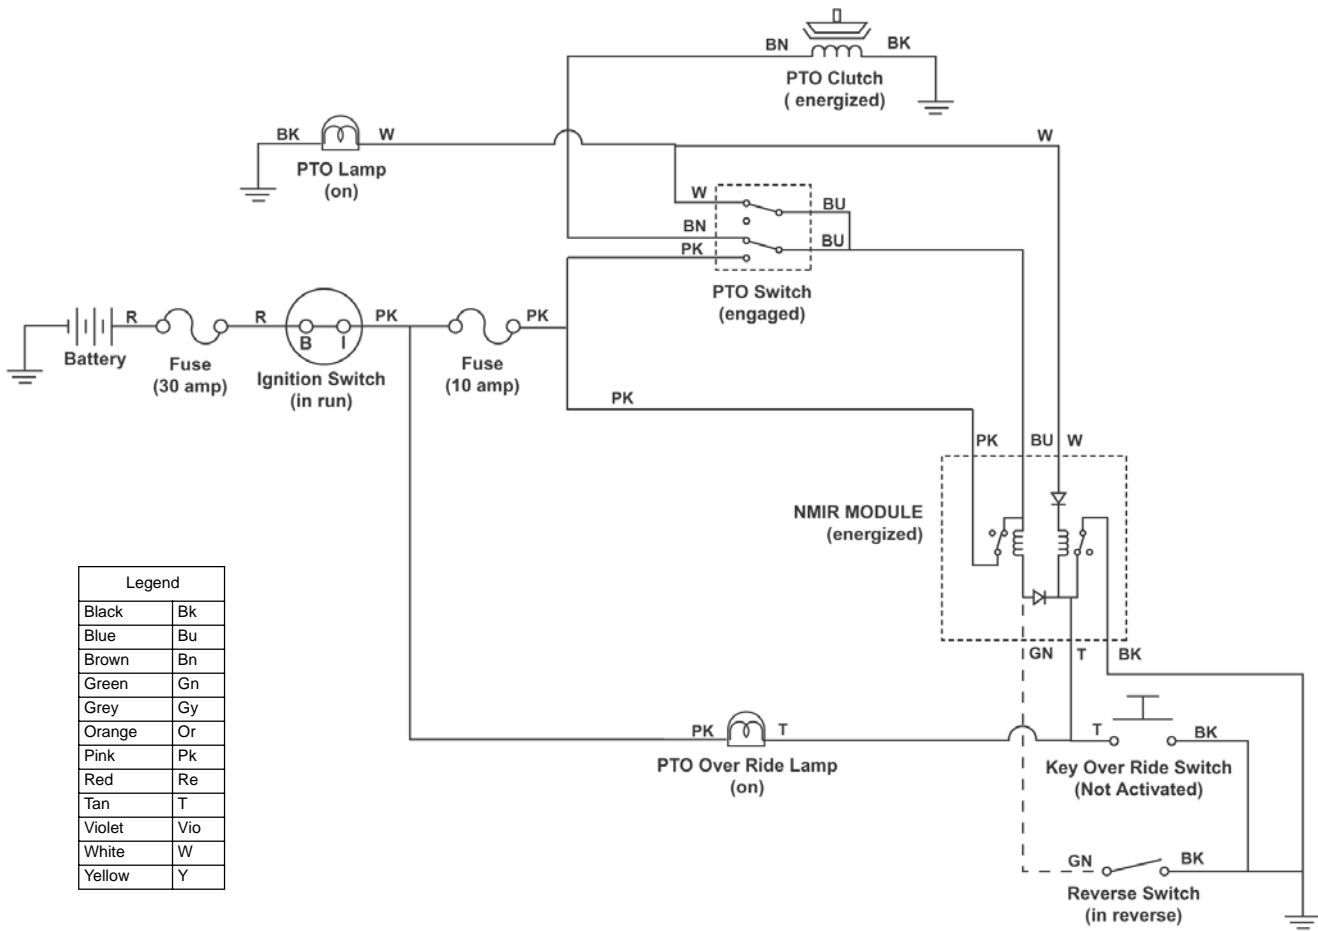 BN
BK
PTO Clutch
( energized)
BK
W
W
PTO Lamp
(on)
W
BU
BN
BU
PK
PTO Switch
(engaged)
R
R
PK
PK
B
I
Battery
Fuse
(30 amp)
Ignition Switch
(in run)
Fuse
(10 amp)
PK
PK
BU
W
NMIR MODULE
(energized)
Legend
Black Bk
Blue Bu
Brown Bn
Green Gn
Grey Gy
Orange Or
Pink Pk
Red Re
Tan T
Violet Vio
White W
Yellow Y
GN
T
BK
PK
T
T
BK
PTO Over Ride Lamp
(on)
Key Over Ride Switch
(Not Activated)
GN
BK
Reverse Switch
(in reverse)